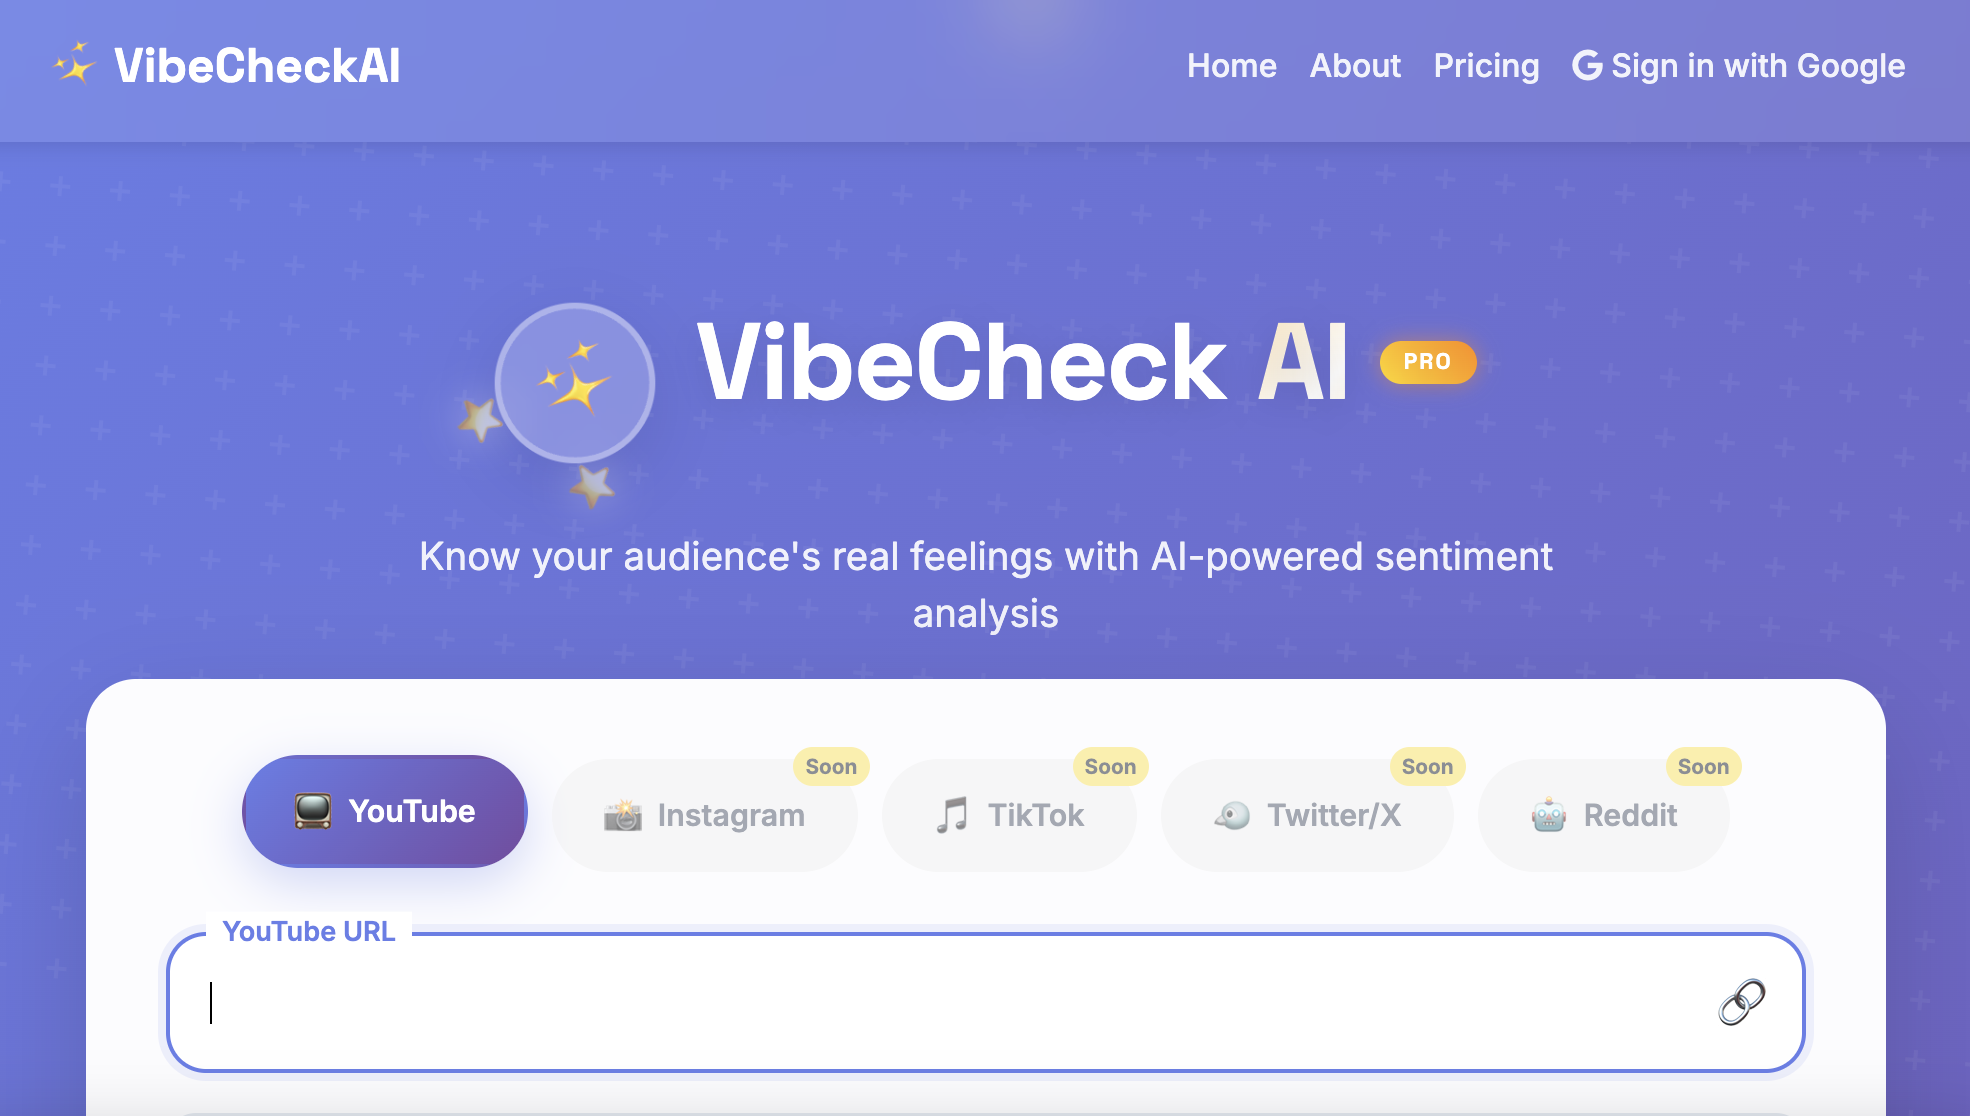 VibeCheckAI
Home About Pricing Sign in with Google
VibeCheck AI PRO
Know your audience's real feelings with AI-powered sentiment
analysis
YouTube
Instagram Soon
TikTok Soon
Twitter/X Soon
Reddit Soon
YouTube URL